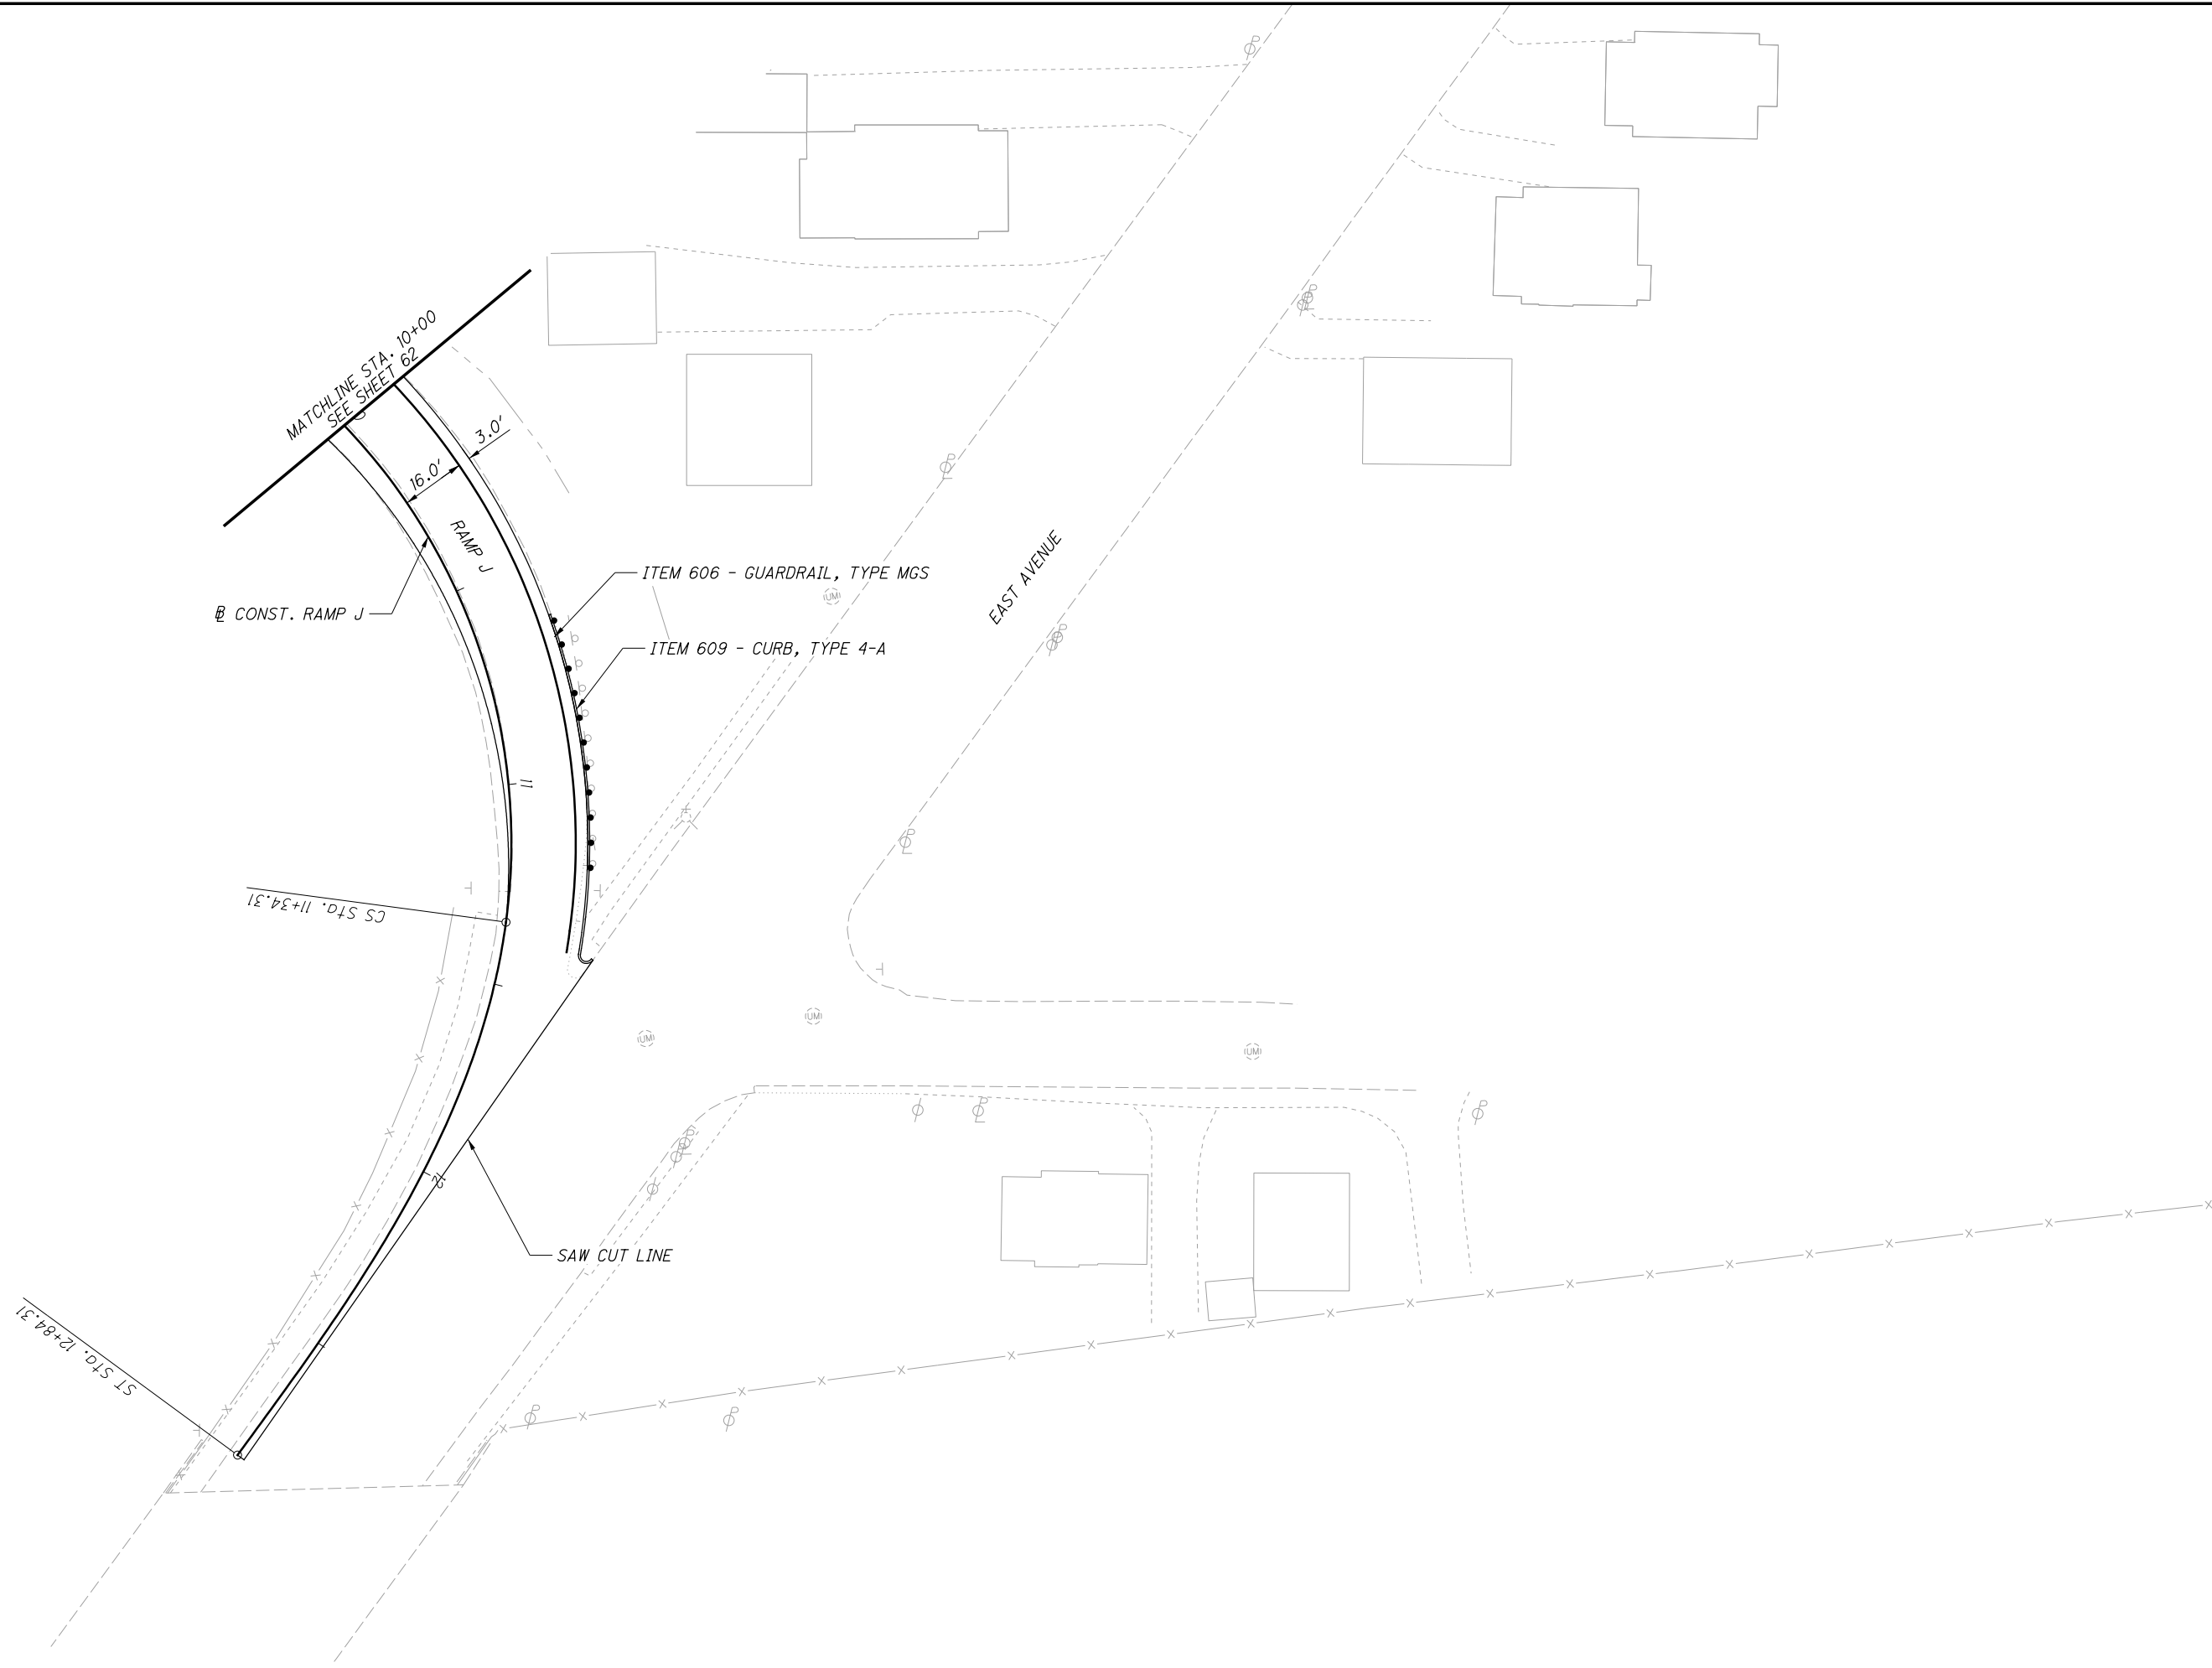 MATCHLINE STA. 10+00
SEE SHEET 62
3.0'
16.0'
RAMP J
ITEM 606 - GUARDRAIL, TYPE MGS
EAST AVENUE
(UM)
℄ CONST. RAMP J
ITEM 609 - CURB, TYPE 4-A
11
CS Sta. 11+34.31
(UM)
(UM)
(UM)
12
SAW CUT LINE
ST Sta. 12+84.31